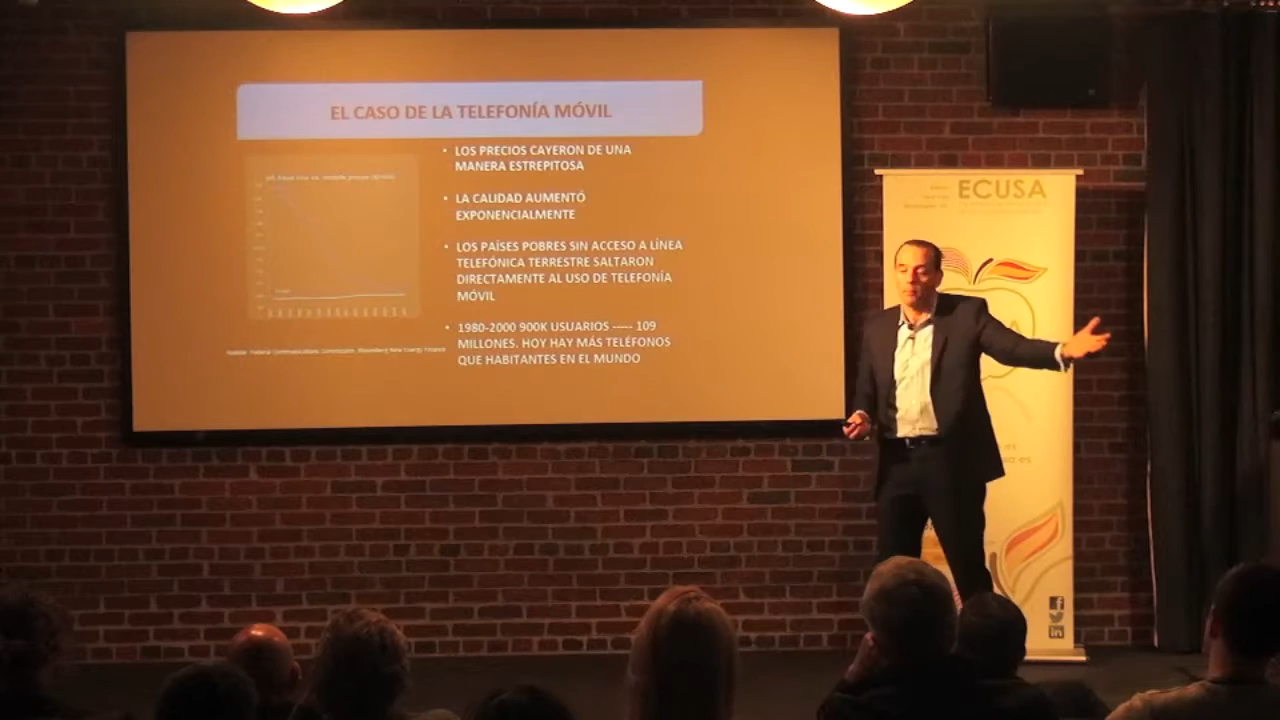 EL CASO DE LA TELEFONÍA MÓVIL
• LOS PRECIOS CAYERON DE UNA
MANERA ESTREPITOSA
• LA CALIDAD AUMENTÓ
EXPONENCIALMENTE
• LOS PAÍSES POBRES SIN ACCESO A LÍNEA
TELEFÓNICA TERRESTRE SALTARON
DIRECTAMENTE AL USO DE TELEFONÍA
MÓVIL
• 1980-2000 900K USUARIOS ----- 109
MILLONES. HOY HAY MÁS TELÉFONOS
QUE HABITANTES EN EL MUNDO
ECUSA